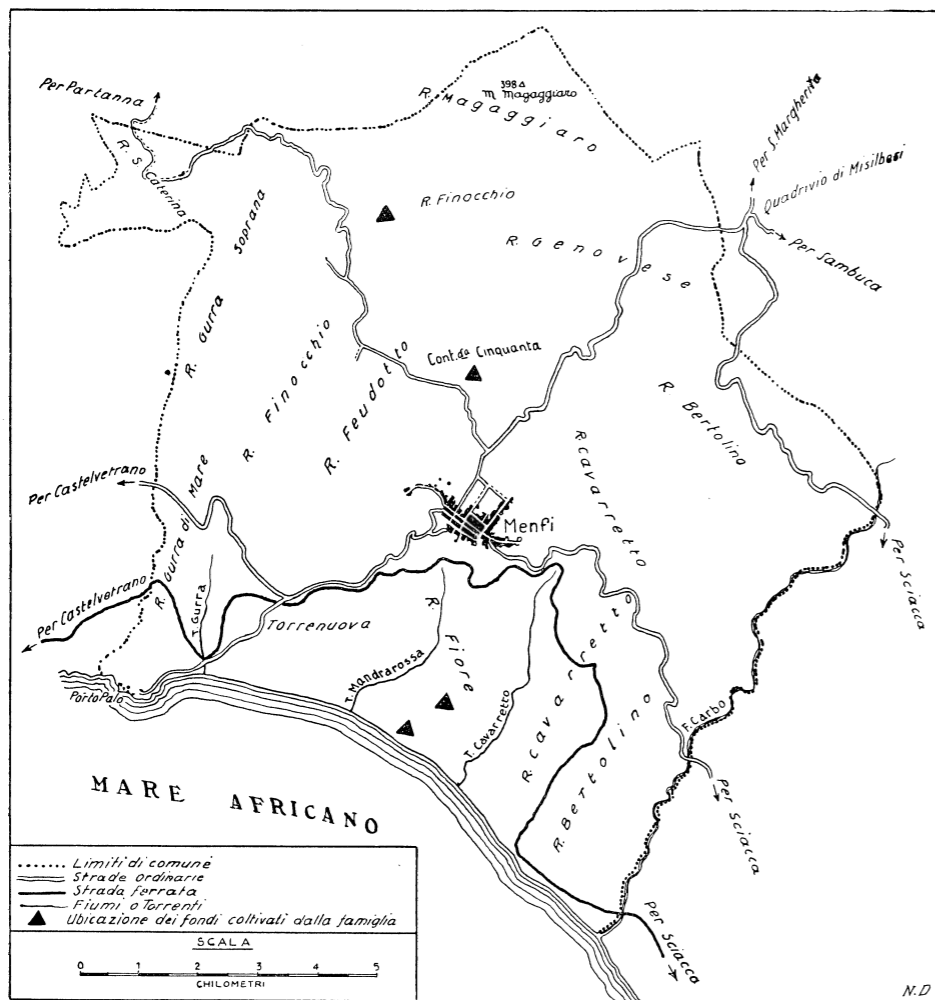 Per Partanna
398
M Magaggiaro
R. Magaggiaro
R. S. Caterina
Per S. Margherita
Quadrivio di Misilbesi
Per Sambuca
R. Finocchio
R. Genovese
R. Gurra Soprana
R. Finocchio
R. Feudotto
Cont.da Cinquanta
R. Bertolino
R. Cavarretto
Per Castelvetrano
R. Gurra di Mare
Menfi
Per Sciacca
Per Castelvetrano
T. Gurra
Torrenuova
R. Fiore
T. Mandrarossa
T. Cavarretto
R. Cavarretto
R. Bertolino
F. Carbo
Porto Palo
Per Sciacca
MARE AFRICANO
Per Sciacca
Limiti di comune
Strade ordinarie
Strada ferrata
Fiumi o Torrenti
Ubicazione dei fondi coltivati dalla famiglia
SCALA
0 1 2 3 4 5
CHILOMETRI
N.D